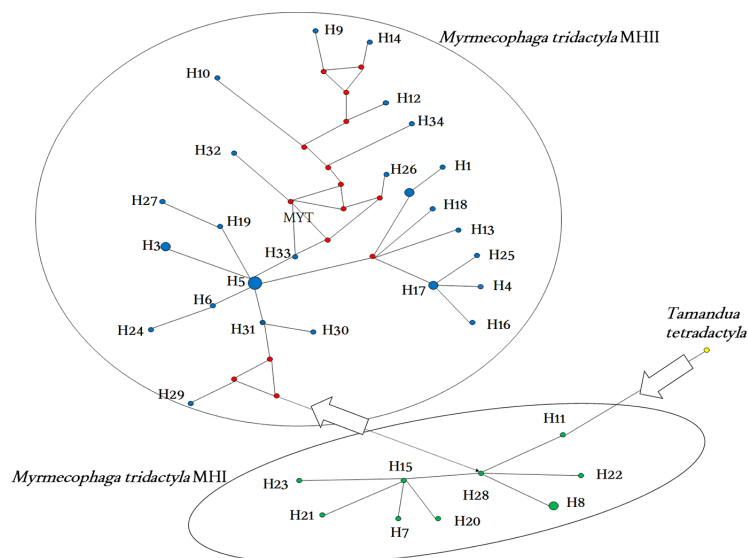 H9
H14
Myrmecophaga tridactyla MHII
H10
H12
H34
H32
H26
H1
H27
H18
MYT
H19
H13
H3
H33
H25
H5
H17
H4
H6
H16
H24
H31
H30
Tamandua
tetradactyla
H29
H11
Myrmecophaga tridactyla MHI
H15
H22
H23
H28
H8
H21
H7
H20